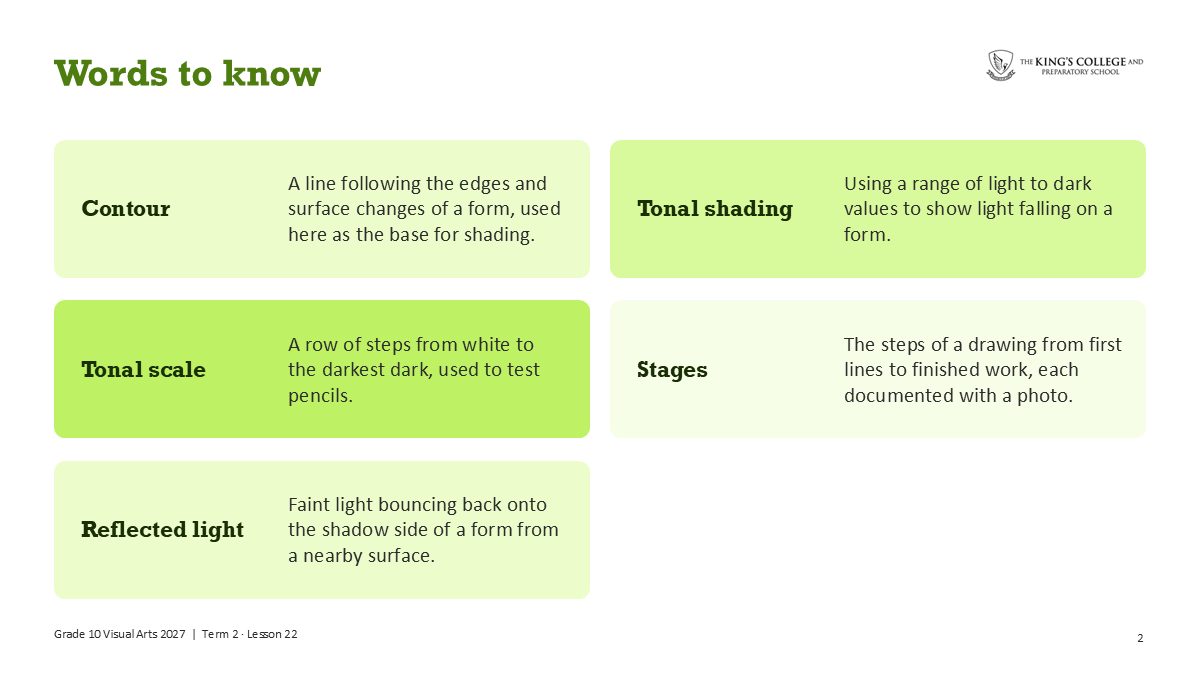 Words to know
THE KING'S COLLEGE AND
PREPARATORY SCHOOL
Contour
A line following the edges and
surface changes of a form, used
here as the base for shading.
Tonal shading
Using a range of light to dark
values to show light falling on a
form.
Tonal scale
A row of steps from white to
the darkest dark, used to test
pencils.
Stages
The steps of a drawing from first
lines to finished work, each
documented with a photo.
Reflected light
Faint light bouncing back onto
the shadow side of a form from
a nearby surface.
Grade 10 Visual Arts 2027 | Term 2 · Lesson 22
2